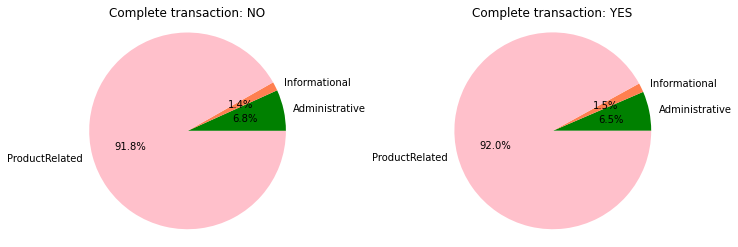 Complete transaction: NO
Informational
1.4%
Administrative
6.8%
91.8%
ProductRelated
Complete transaction: YES
Informational
1.5%
Administrative
6.5%
92.0%
ProductRelated